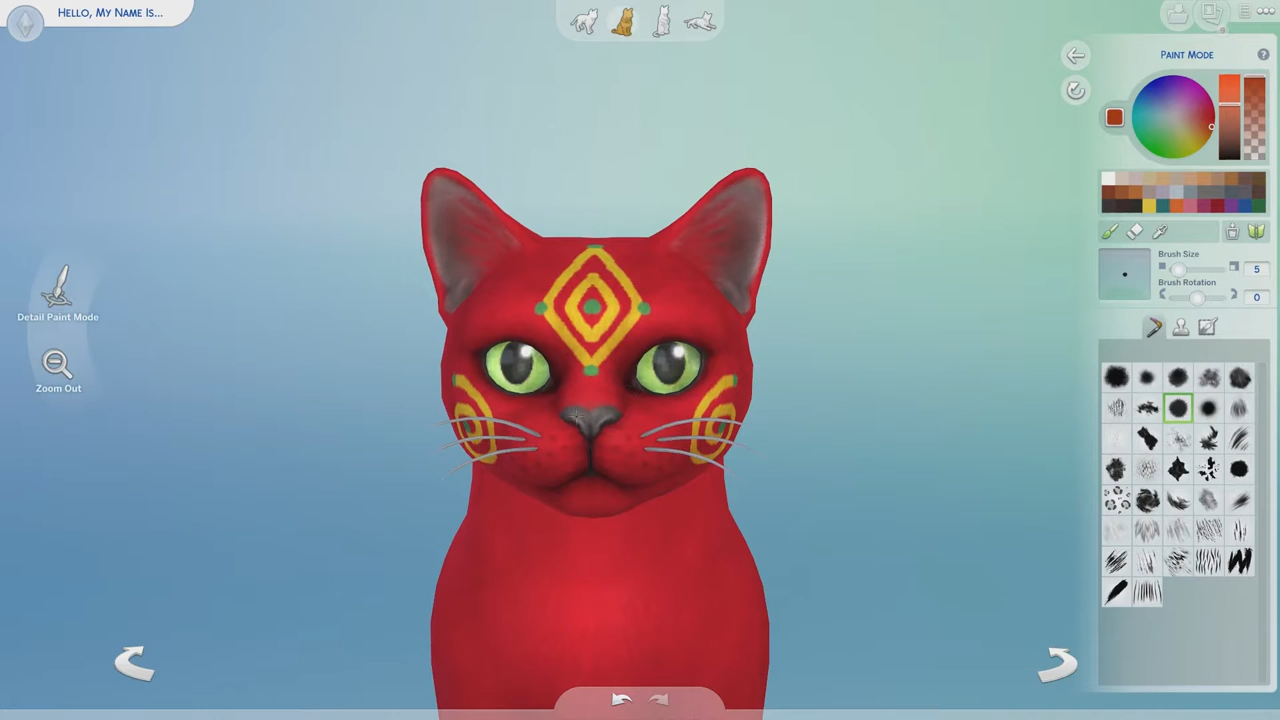 Hello, My Name Is...
Paint Mode
?
Brush Size
5
Brush Rotation
0
Detail Paint Mode
Zoom Out